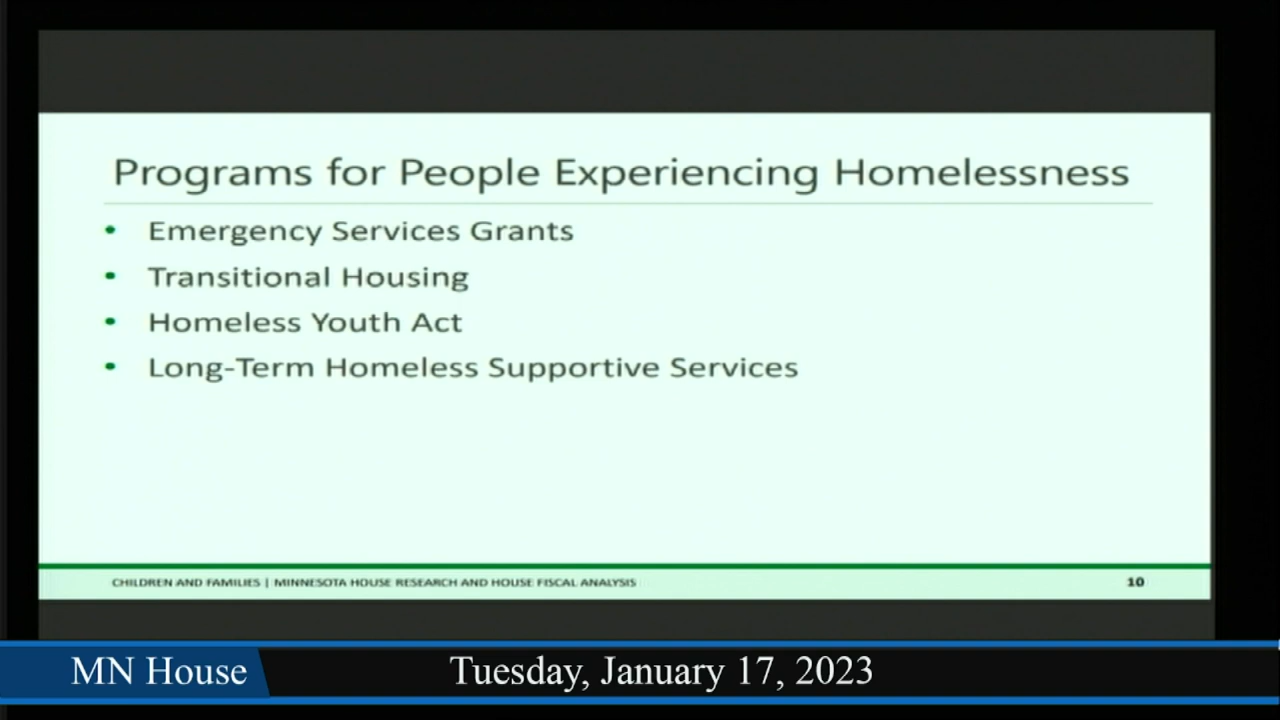 Programs for People Experiencing Homelessness
• Emergency Services Grants
• Transitional Housing
• Homeless Youth Act
• Long-Term Homeless Supportive Services
CHILDREN AND FAMILIES | MINNESOTA HOUSE RESEARCH AND HOUSE FISCAL ANALYSIS 10
MN House Tuesday, January 17, 2023